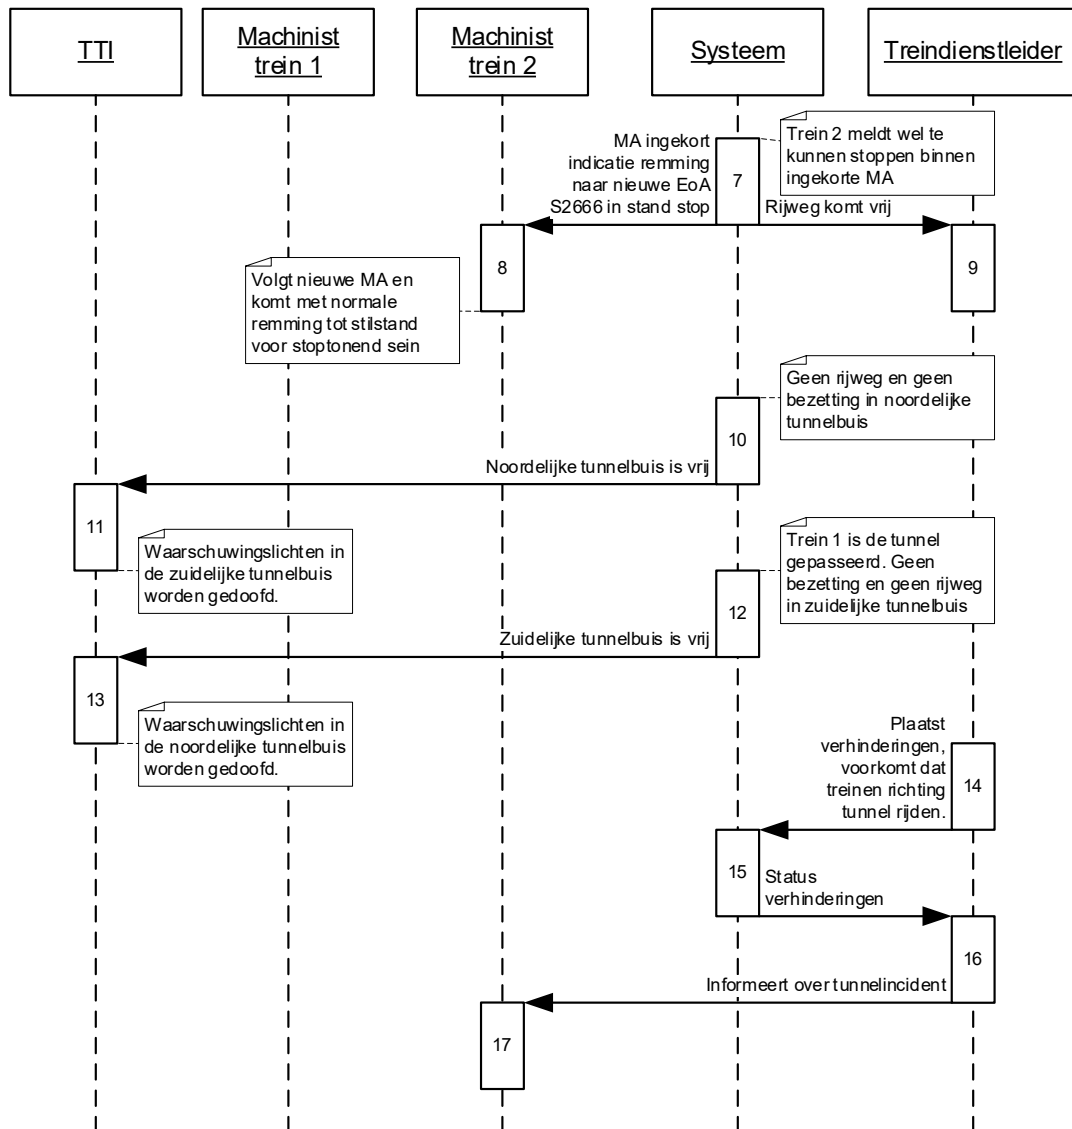 TTI
Machinist
trein 1
Machinist
trein 2
Systeem
Treindienstleider
MA ingekort
indicatie remming
naar nieuwe EoA
S2666 in stand stop
7
Trein 2 meldt wel te
kunnen stoppen binnen
ingekorte MA
Rijweg komt vrij
8
9
Volgt nieuwe MA en
komt met normale
remming tot stilstand
voor stoptonend sein
Geen rijweg en geen
bezetting in noordelijke
tunnelbuis
10
Noordelijke tunnelbuis is vrij
11
Waarschuwingslichten in
de zuidelijke tunnelbuis
worden gedoofd.
Trein 1 is de tunnel
gepasseerd. Geen
bezetting en geen rijweg
in zuidelijke tunnelbuis
12
Zuidelijke tunnelbuis is vrij
13
Waarschuwingslichten in
de noordelijke tunnelbuis
worden gedoofd.
Plaatst
verhinderingen,
voorkomt dat
treinen richting
tunnel rijden.
14
15
Status
verhinderingen
16
Informeert over tunnelincident
17